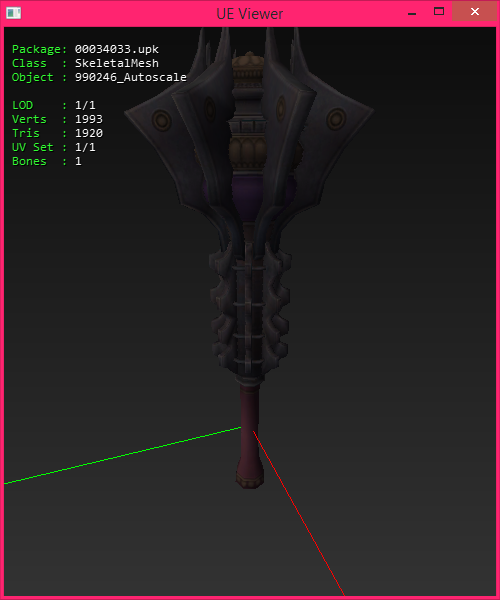 UE Viewer
Package: 00034033.upk
Class : SkeletalMesh
Object : 990246_Autoscale
LOD : 1/1
Verts : 1993
Tris : 1920
UV Set : 1/1
Bones : 1